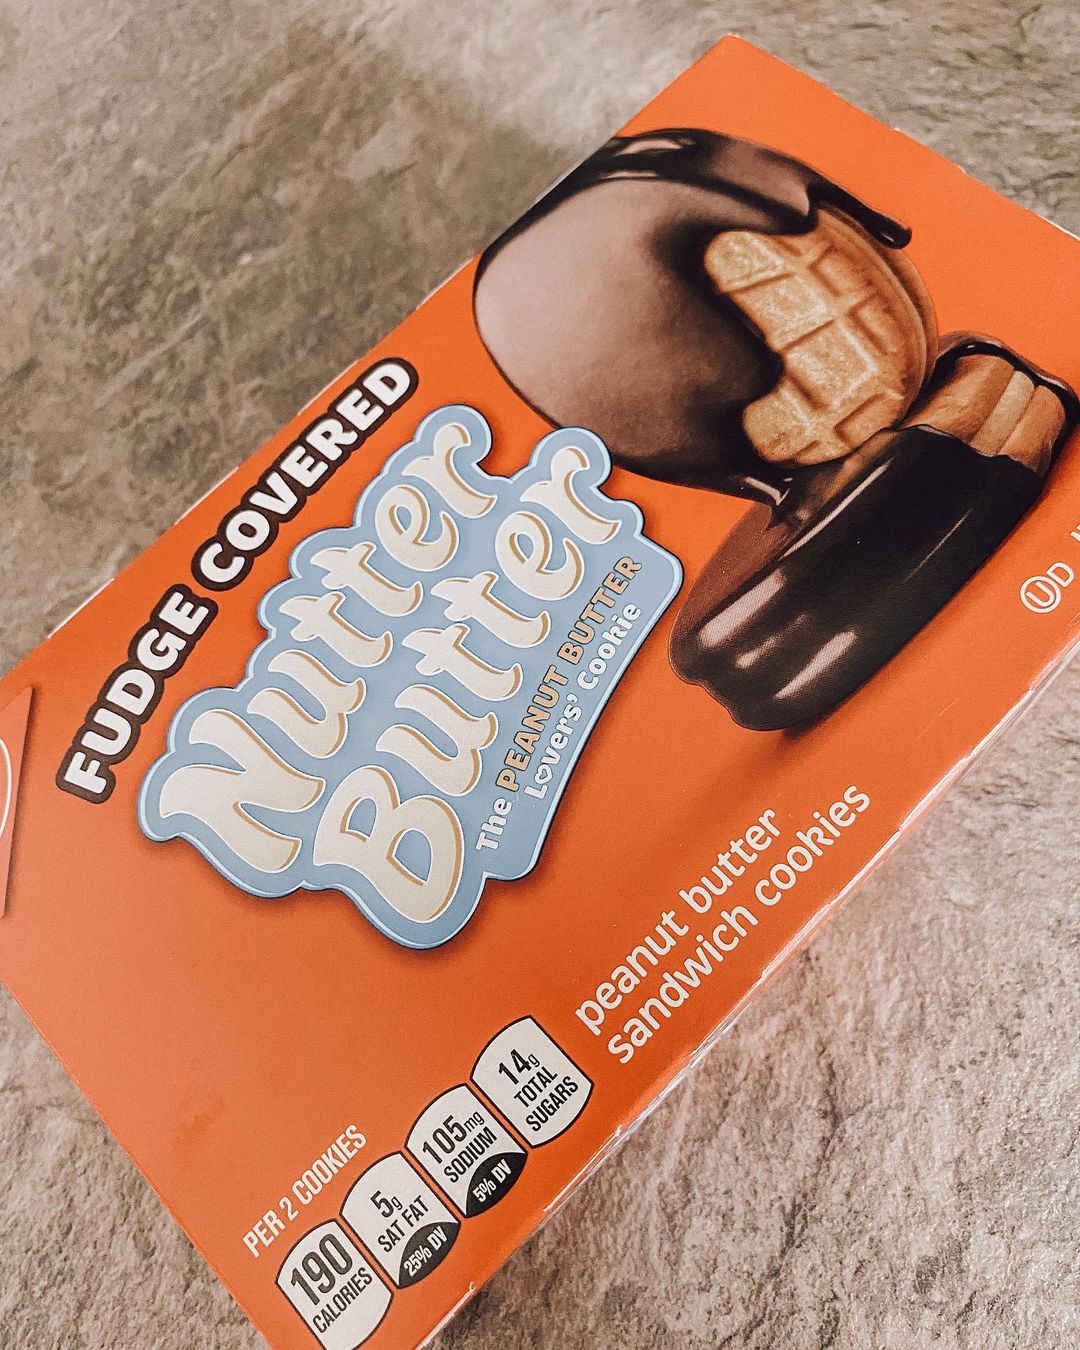 FUDGE COVERED
Nutter
Butter
The PEANUT BUTTER
Lovers' Cookie
UD
peanut butter
sandwich cookies
PER 2 COOKIES
190
CALORIES
5g
SAT FAT
25% DV
105mg
SODIUM
5% DV
14g
TOTAL
SUGARS